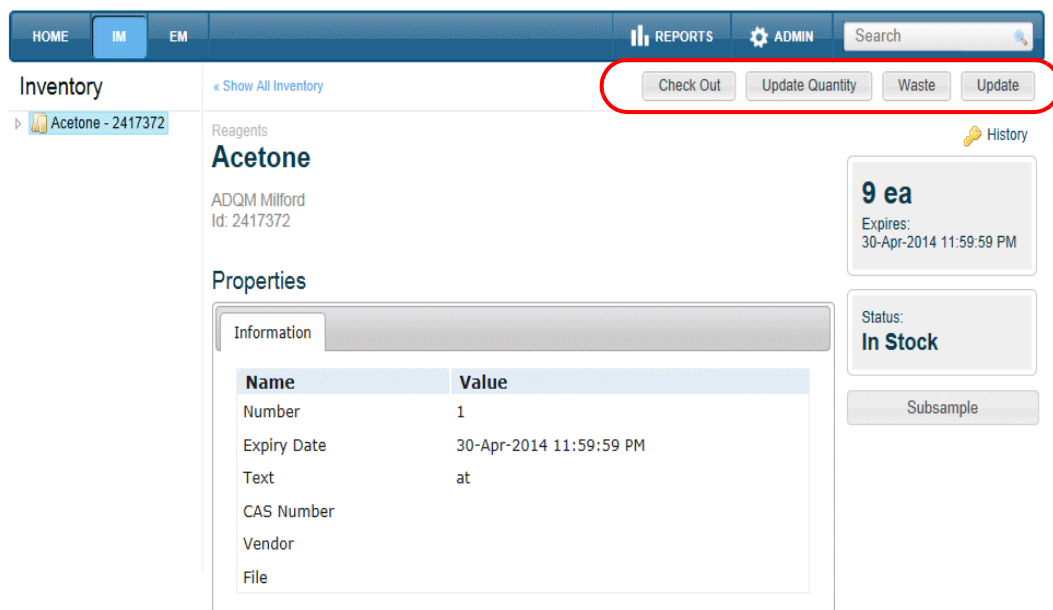 HOME IM EM REPORTS ADMIN Search
Inventory
« Show All Inventory
Check Out Update Quantity Waste Update
Acetone - 2417372
Reagents
Acetone
ADQM Milford
Id: 2417372
History
9 ea
Expires:
30-Apr-2014 11:59:59 PM
Status:
In Stock
Subsample
Properties
Information
Name Value
Number 1
Expiry Date 30-Apr-2014 11:59:59 PM
Text at
CAS Number
Vendor
File